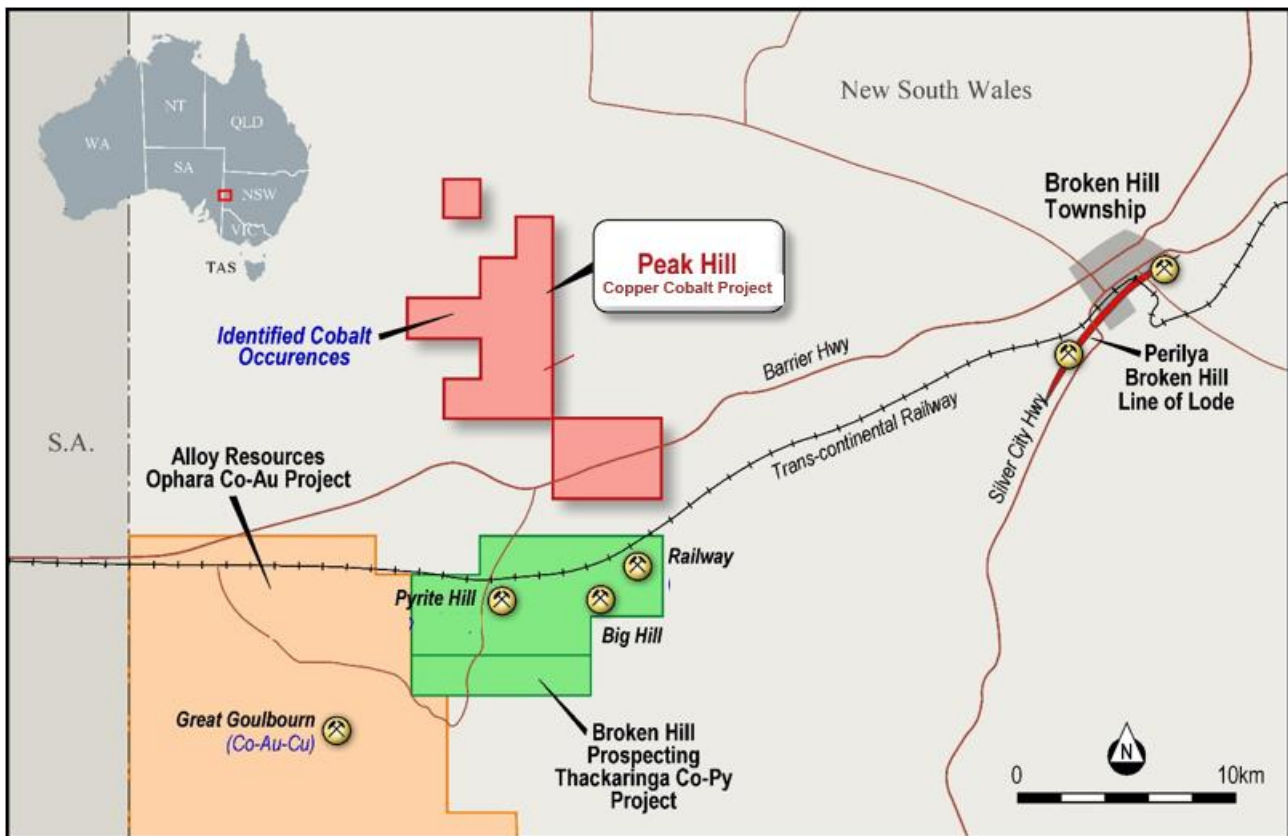 New South Wales
NT
QLD
WA
SA
NSW
VIC
TAS
Broken Hill
Township
Peak Hill
Copper Cobalt Project
Identified Cobalt
Occurences
Barrier Hwy
Perilya
Broken Hill
Line of Lode
Trans-continental Railway
Silver City Hwy
S.A.
Alloy Resources
Ophara Co-Au Project
Railway
Pyrite Hill
Big Hill
Great Goulbourn
(Co-Au-Cu)
Broken Hill
Prospecting
Thackaringa Co-Py
Project
N
0
10km